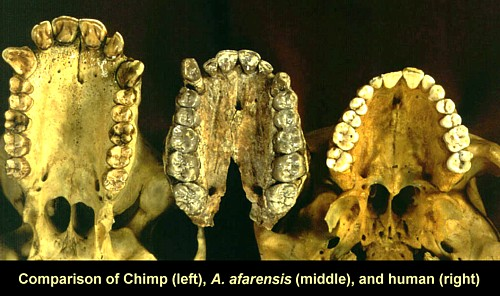 Comparison of Chimp (left), A. afarensis (middle), and human (right)